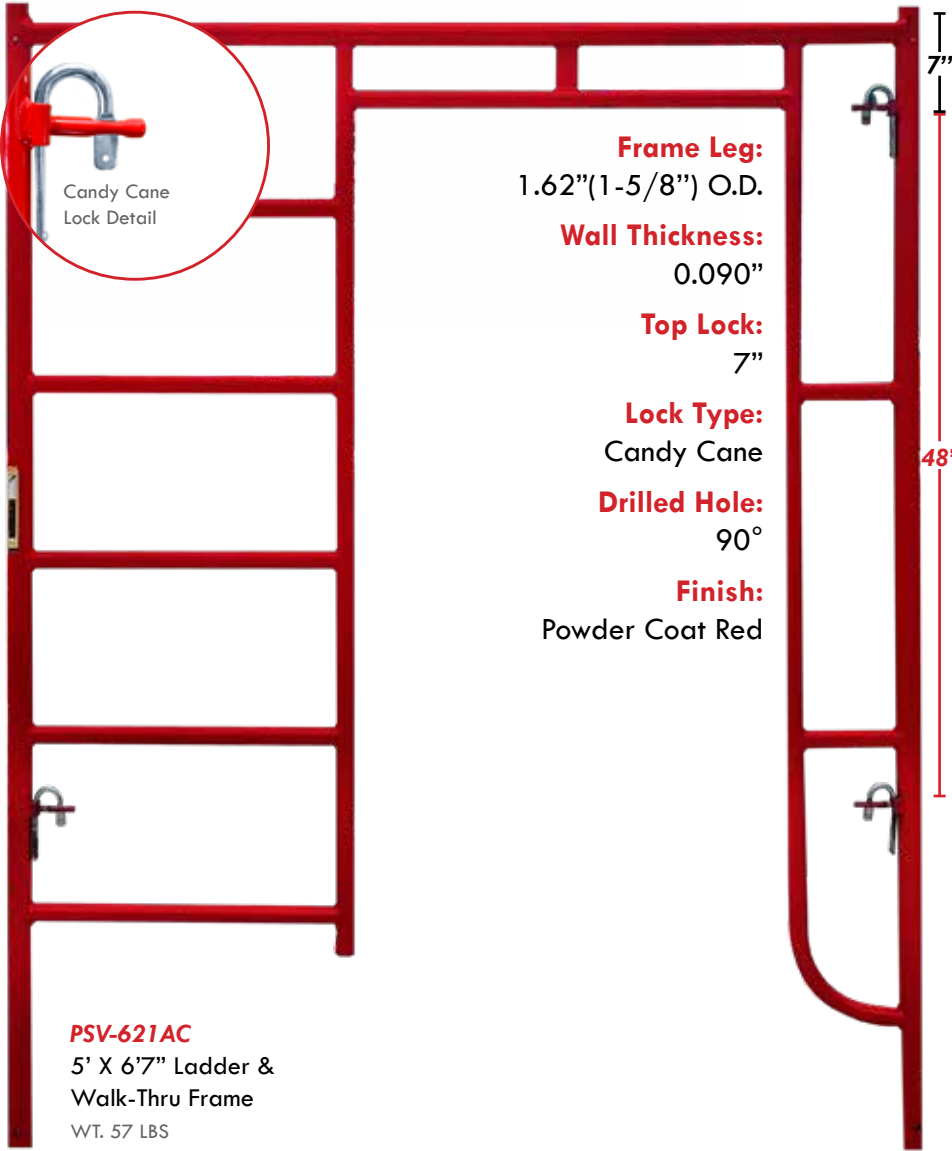 7”
Candy Cane
Lock Detail
Frame Leg:
1.62”(1-5/8”) O.D.
Wall Thickness:
0.090”
Top Lock:
7”
Lock Type:
Candy Cane
Drilled Hole:
90°
Finish:
Powder Coat Red
48”
PSV-621AC
5’ X 6’7” Ladder &
Walk-Thru Frame
WT. 57 LBS